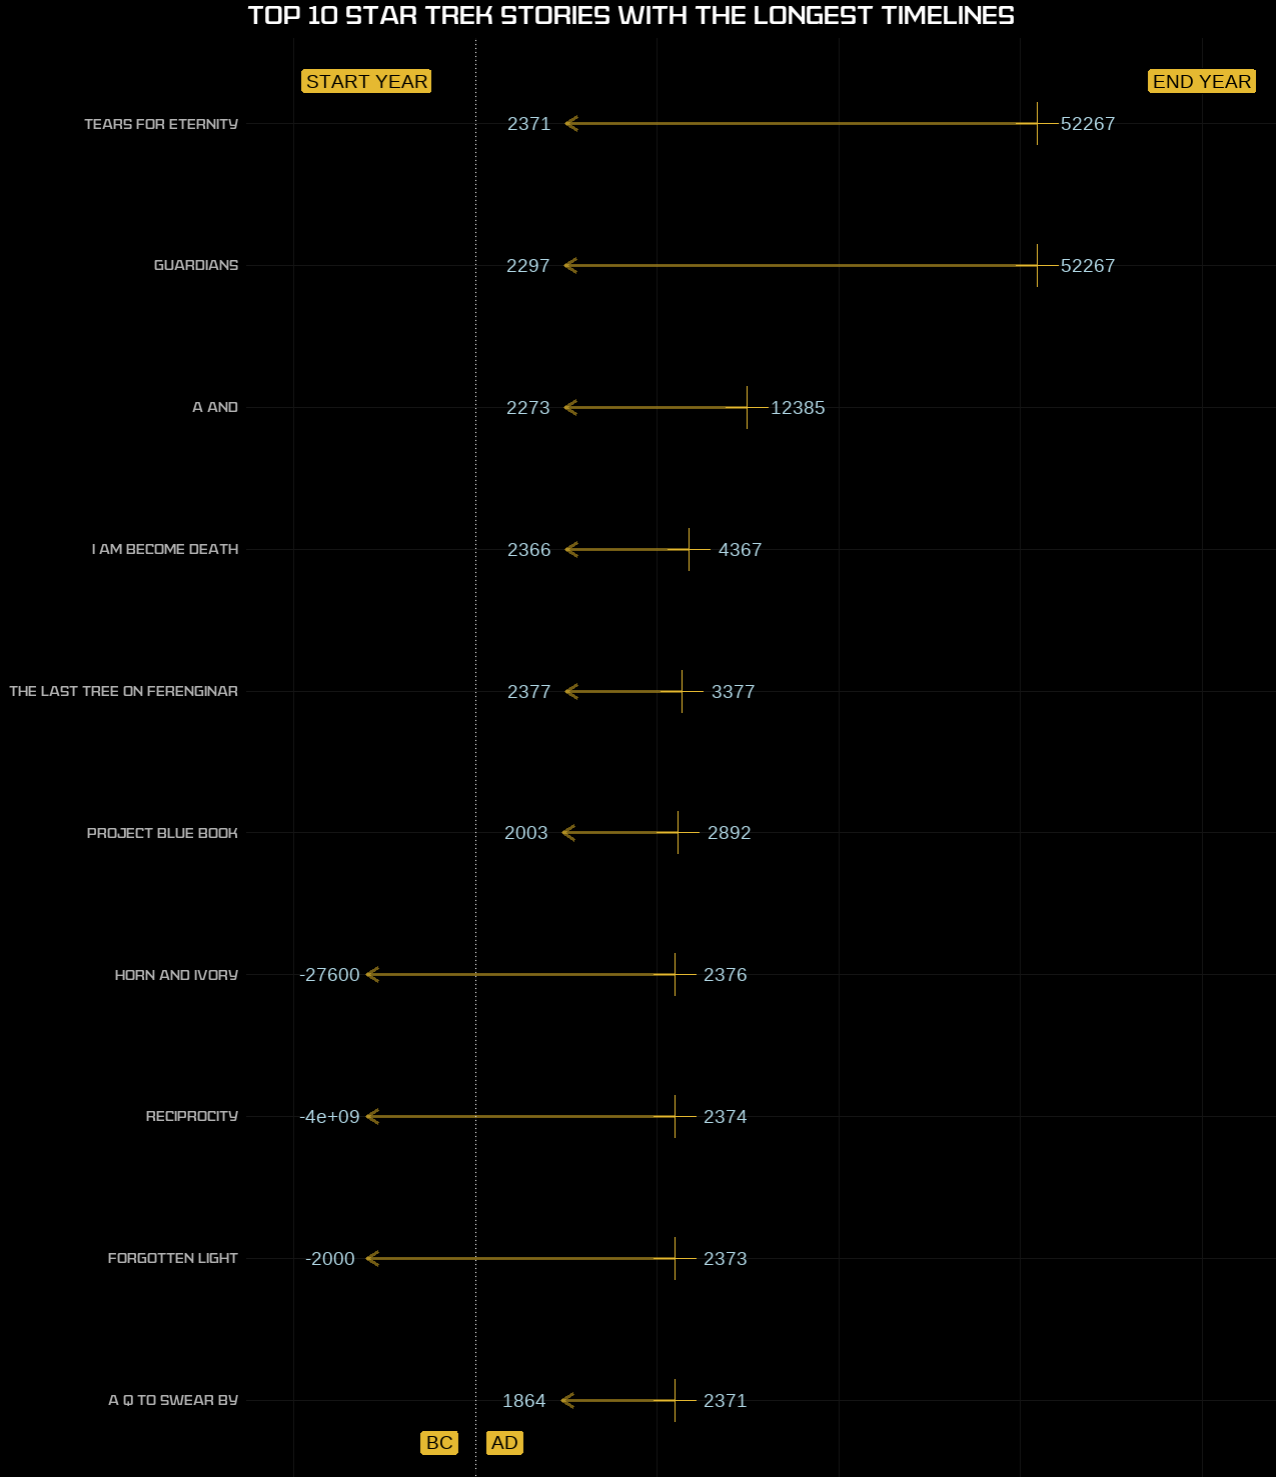 TOP 10 STAR TREK STORIES WITH THE LONGEST TIMELINES
START YEAR END YEAR
TEARS FOR ETERNITY 2371 52267
GUARDIANS 2297 52267
A AND 2273 12385
I AM BECOME DEATH 2366 4367
THE LAST TREE ON FERENGINAR 2377 3377
PROJECT BLUE BOOK 2003 2892
HORN AND IVORY -27600 2376
RECIPROCITY -4e+09 2374
FORGOTTEN LIGHT -2000 2373
A Q TO SWEAR BY 1864 2371
BC AD